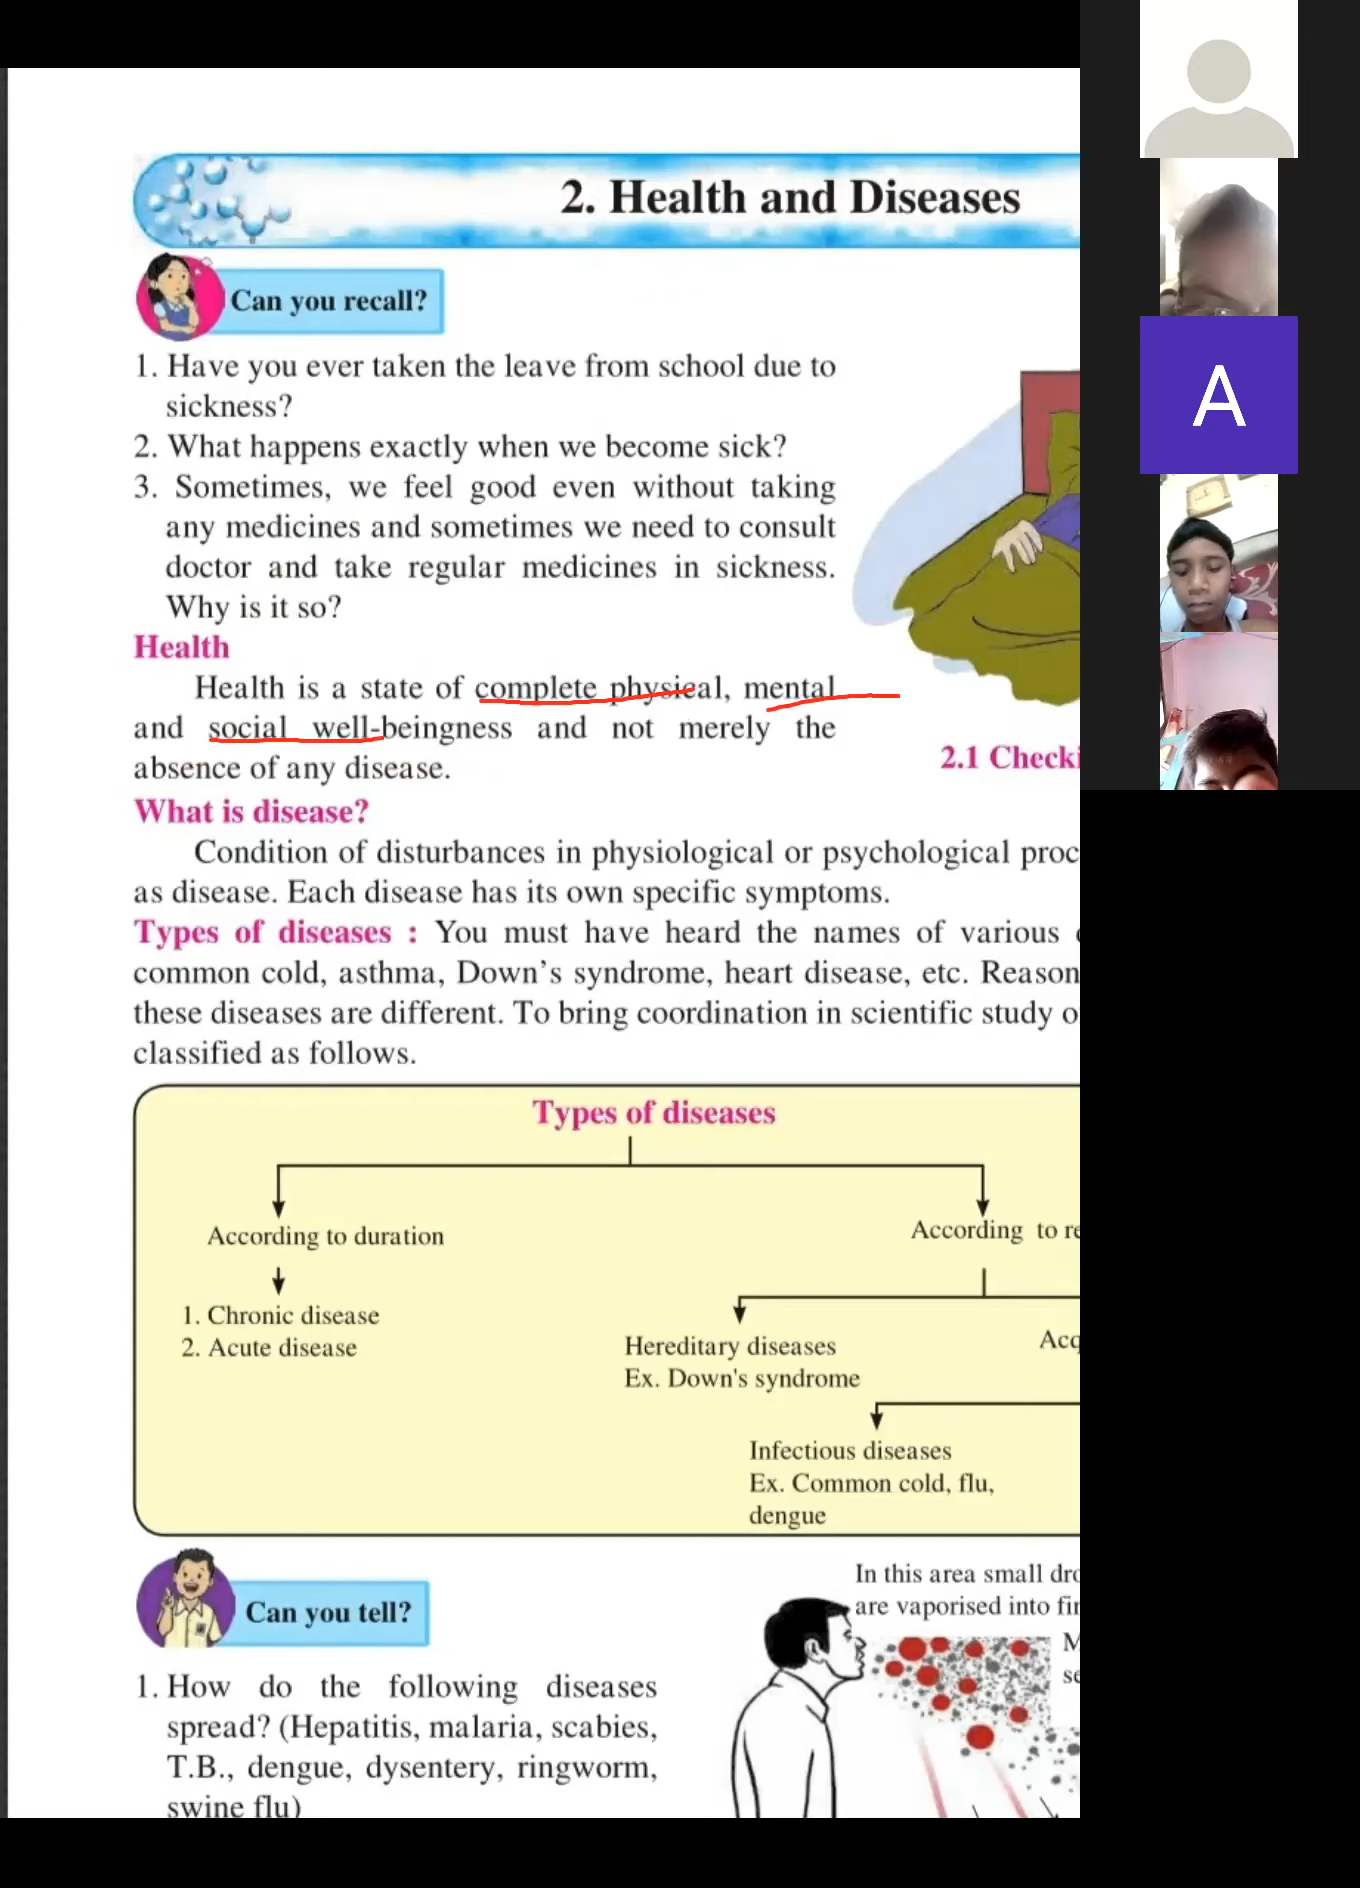 2. Health and Diseases
Can you recall?
1. Have you ever taken the leave from school due to
sickness?
2. What happens exactly when we become sick?
3. Sometimes, we feel good even without taking
any medicines and sometimes we need to consult
doctor and take regular medicines in sickness.
Why is it so?
Health
Health is a state of complete physical, mental
and social well-beingness and not merely the
absence of any disease.
2.1 Checki
What is disease?
Condition of disturbances in physiological or psychological proc
as disease. Each disease has its own specific symptoms.
Types of diseases : You must have heard the names of various
common cold, asthma, Down's syndrome, heart disease, etc. Reason
these diseases are different. To bring coordination in scientific study o
classified as follows.
Types of diseases
According to duration
According to re
1. Chronic disease
2. Acute disease
Hereditary diseases
Ex. Down's syndrome
Acq
Infectious diseases
Ex. Common cold, flu,
dengue
Can you tell?
1. How do the following diseases
spread? (Hepatitis, malaria, scabies,
T.B., dengue, dysentery, ringworm,
swine flu)
In this area small dro
are vaporised into fin
M
se
A